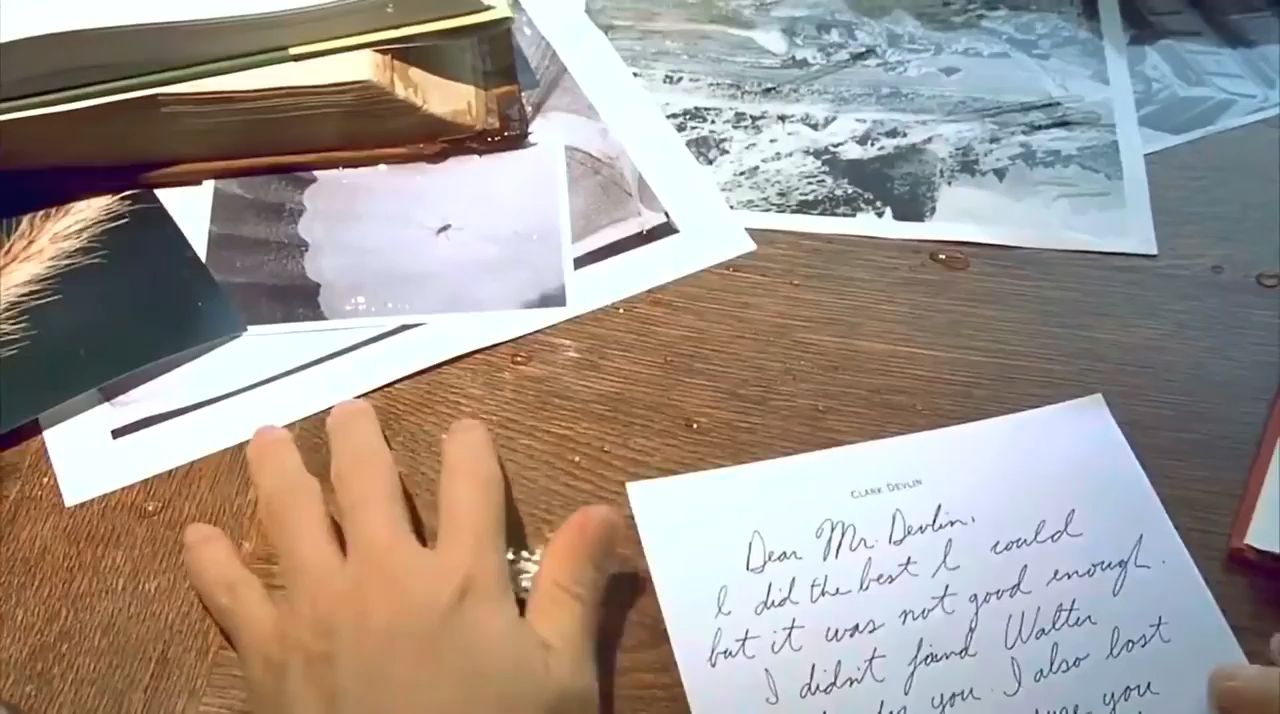 CLARK DEVLIN
Dear Mr. Devlin,
I did the best I could
but it was not good enough.
I didn't find Walter
you. I also lost
you